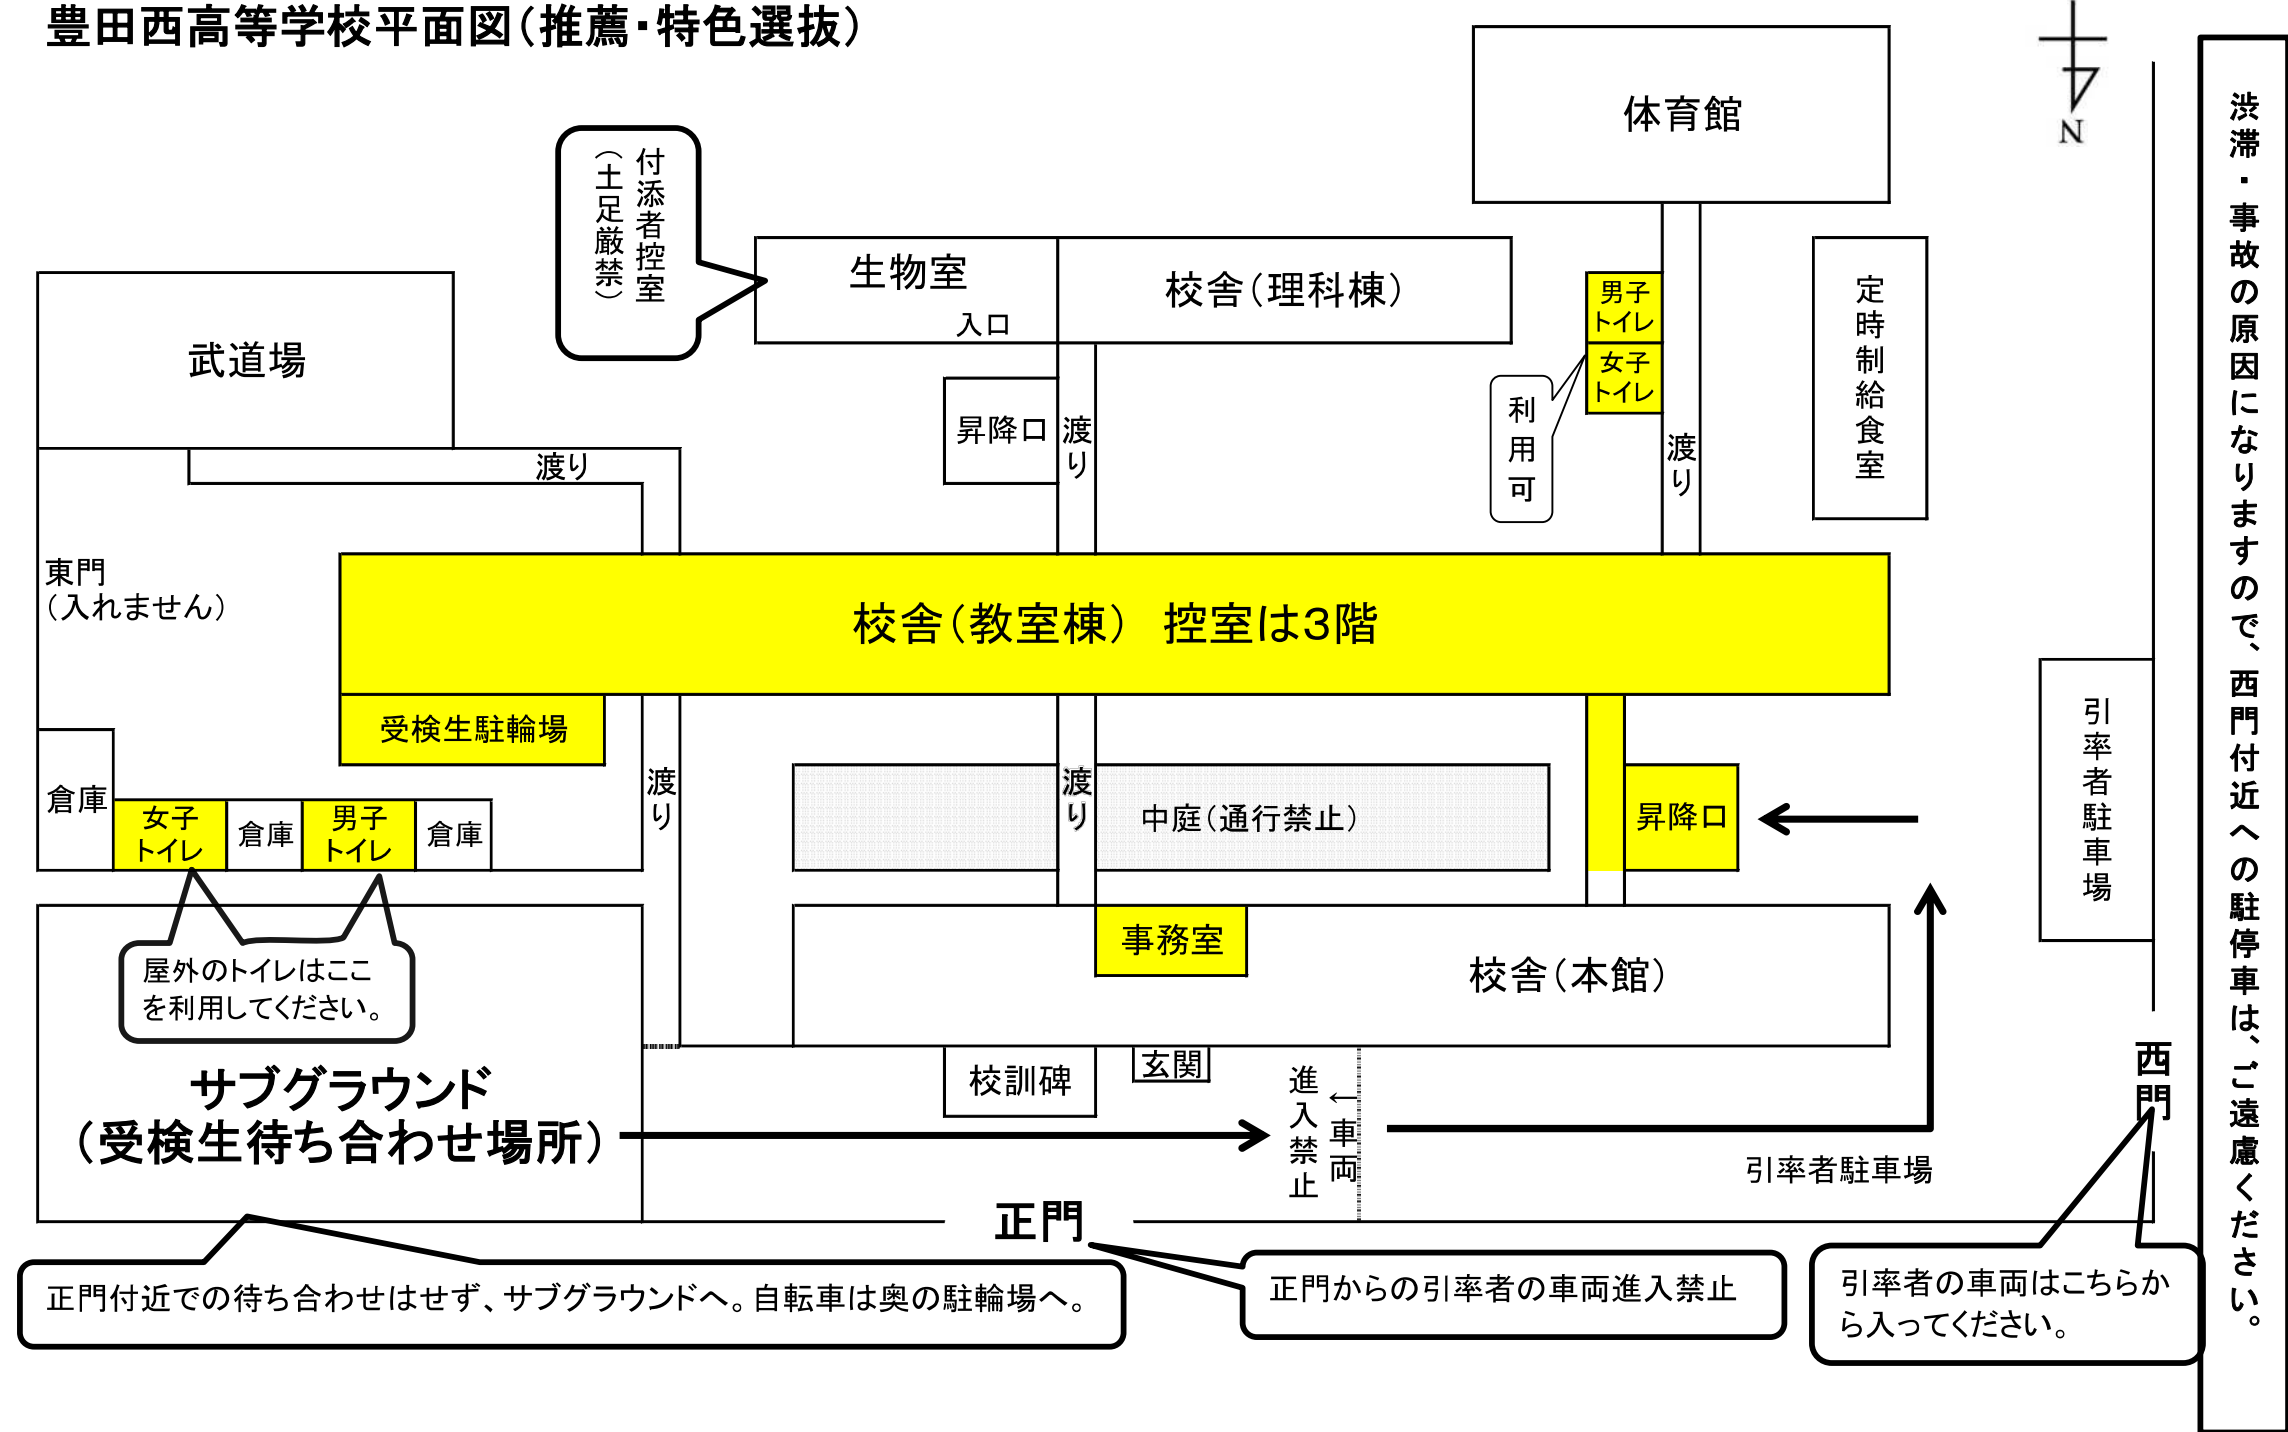 豊田西高等学校平面図（推薦・特色選抜）
N
体育館
付添者控室
（土足厳禁）
生物室
入口
校舎（理科棟）
男子
トイレ
女子
トイレ
利用可
定時制給食室
武道場
昇降口
渡り
渡り
渡り
東門
（入れません）
校舎（教室棟）　控室は３階
受検生駐輪場
倉庫
女子
トイレ
倉庫
男子
トイレ
倉庫
渡り
渡り
中庭（通行禁止）
昇降口
引率者駐車場
屋外のトイレはここ
を利用してください。
事務室
校舎（本館）
サブグラウンド
（受検生待ち合わせ場所）
校訓碑
玄関
←車両
進入禁止
引率者駐車場
西門
正門
正門付近での待ち合わせはせず、サブグラウンドへ。自転車は奥の駐輪場へ。
正門からの引率者の車両進入禁止
引率者の車両はこちらか
ら入ってください。
渋滞・事故の原因になりますので、西門付近への駐停車は、ご遠慮ください。